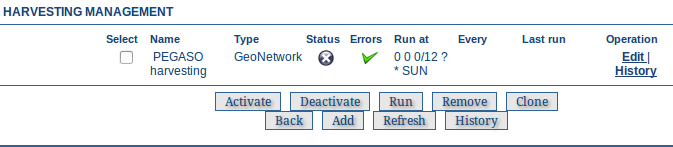 HARVESTING MANAGEMENT
Select Name Type Status Errors Run at Every Last run Operation
PEGASO GeoNetwork 0 0 0/12 ? Edit |
harvesting * SUN History
Activate Deactivate Run Remove Clone
Back Add Refresh History